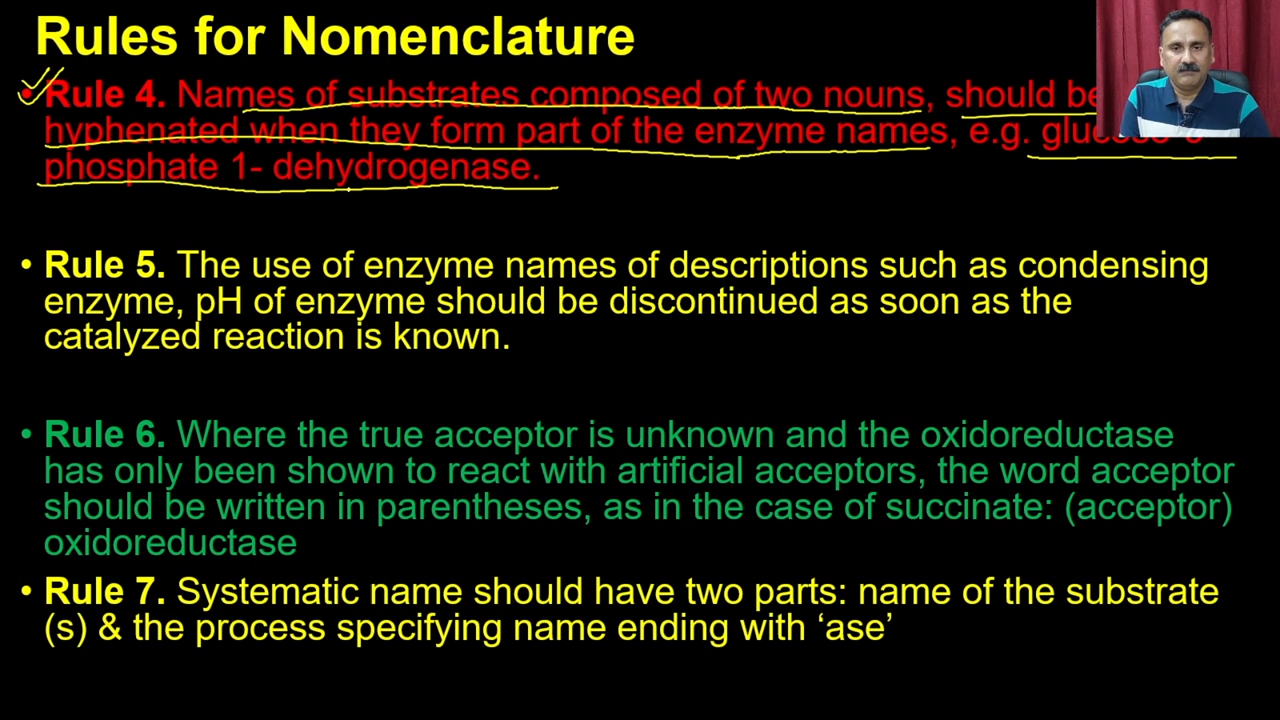 Rules for Nomenclature
• Rule 4. Names of substrates composed of two nouns, should be
hyphenated when they form part of the enzyme names, e.g.
phosphate 1- dehydrogenase.
• Rule 5. The use of enzyme names of descriptions such as condensing
enzyme, pH of enzyme should be discontinued as soon as the
catalyzed reaction is known.
• Rule 6. Where the true acceptor is unknown and the oxidoreductase
has only been shown to react with artificial acceptors, the word acceptor
should be written in parentheses, as in the case of succinate: (acceptor)
oxidoreductase
• Rule 7. Systematic name should have two parts: name of the substrate
(s) & the process specifying name ending with ‘ase’